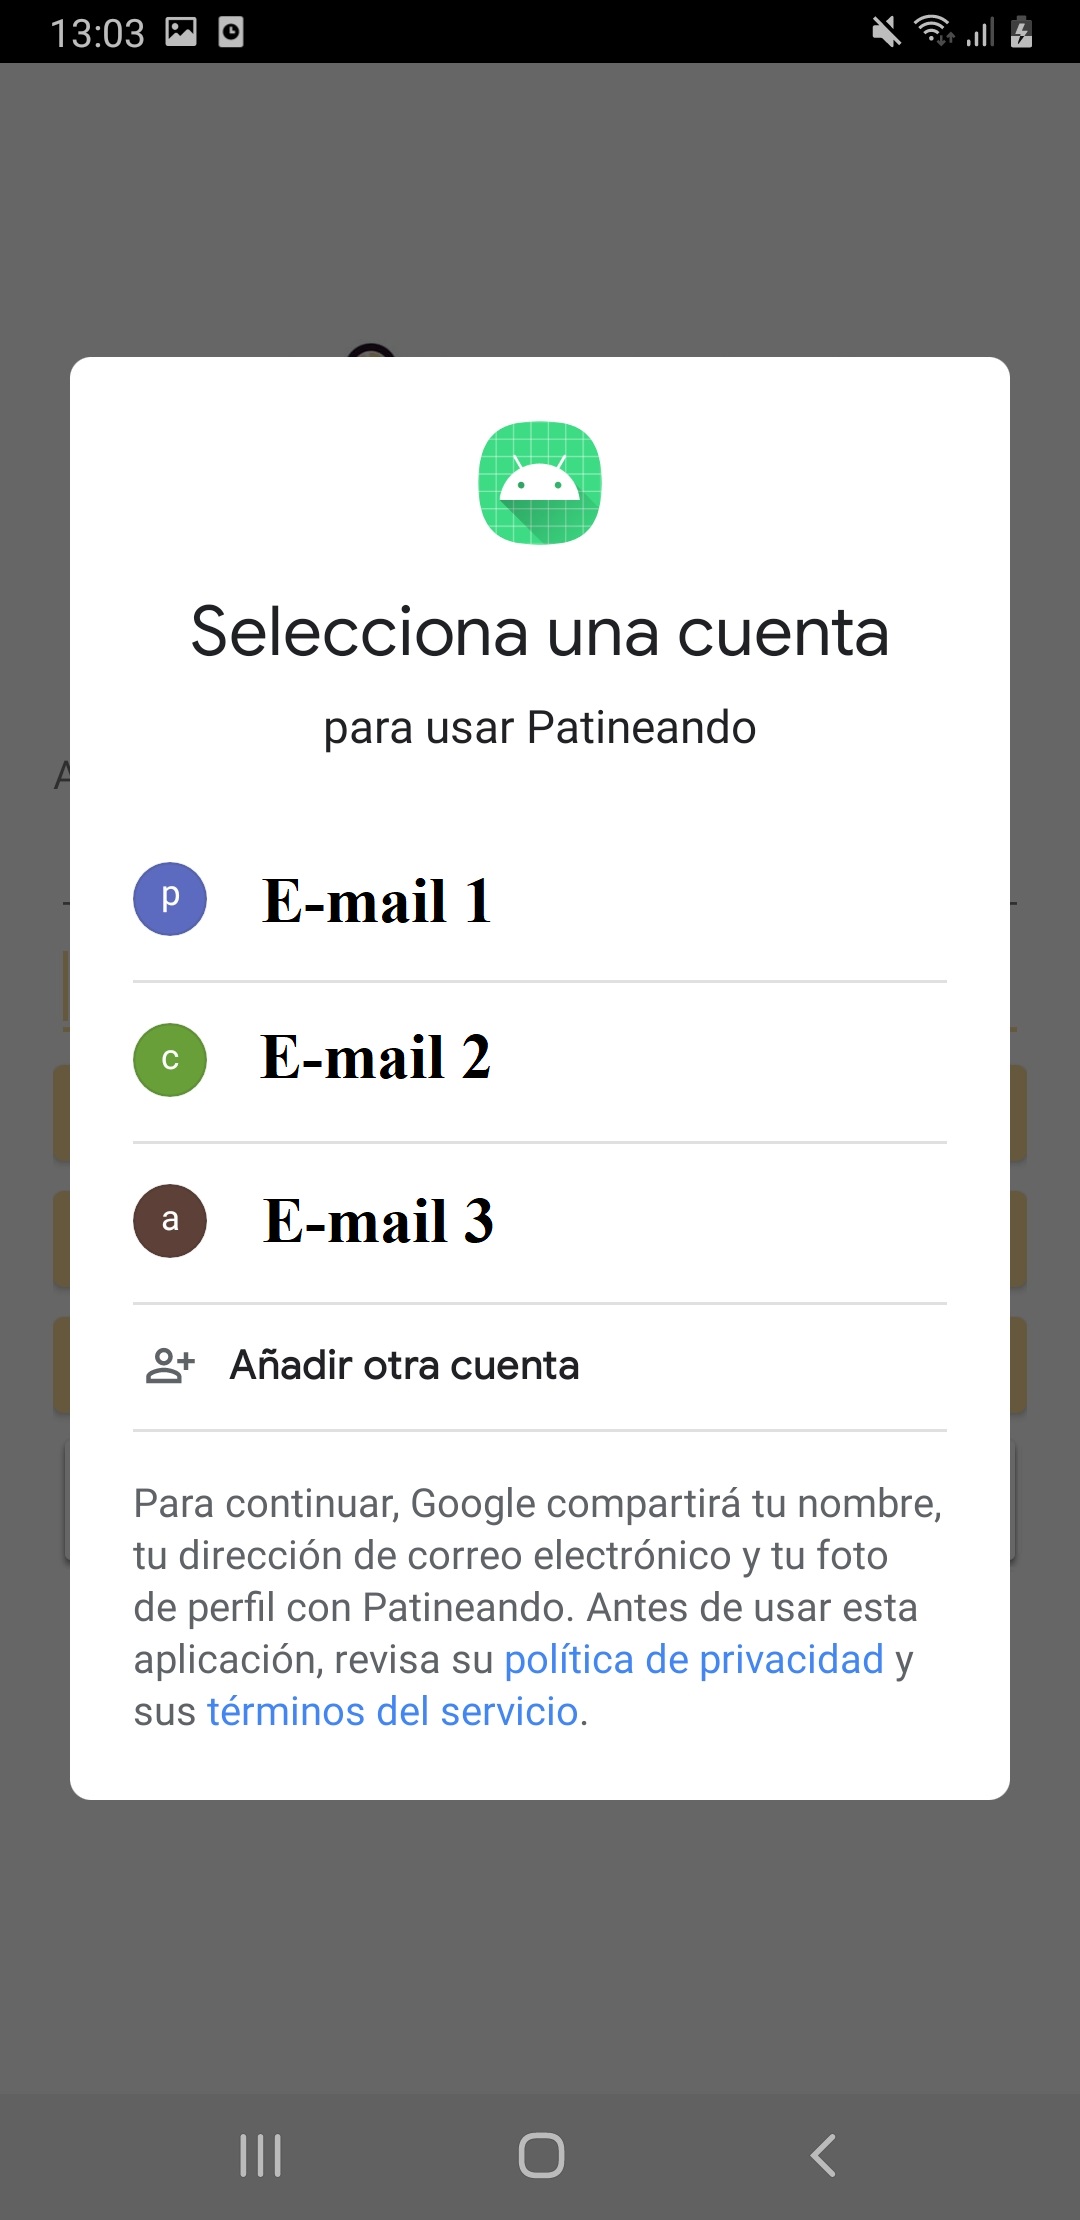 13:03
Selecciona una cuenta
para usar Patineando
A
p
E-mail 1
c
E-mail 2
a
E-mail 3
Añadir otra cuenta
Para continuar, Google compartirá tu nombre,
tu dirección de correo electrónico y tu foto
de perfil con Patineando. Antes de usar esta
aplicación, revisa su política de privacidad y
sus términos del servicio.